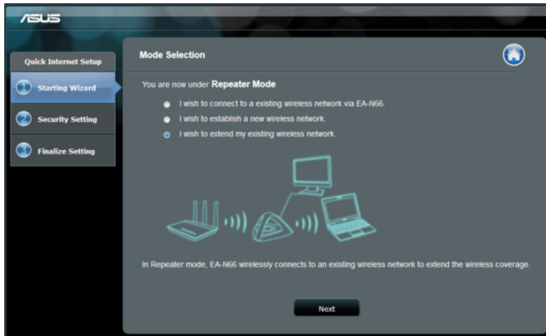 ASUS
Quick Internet Setup
1 Starting Wizard
2 Security Setting
3 Finalize Setting
Mode Selection
You are now under Repeater Mode
I wish to connect to a existing wireless network via EA-N66.
I wish to establish a new wireless network.
I wish to extend my existing wireless network.
In Repeater mode, EA-N66 wirelessly connects to an existing wireless network to extend the wireless coverage.
Next